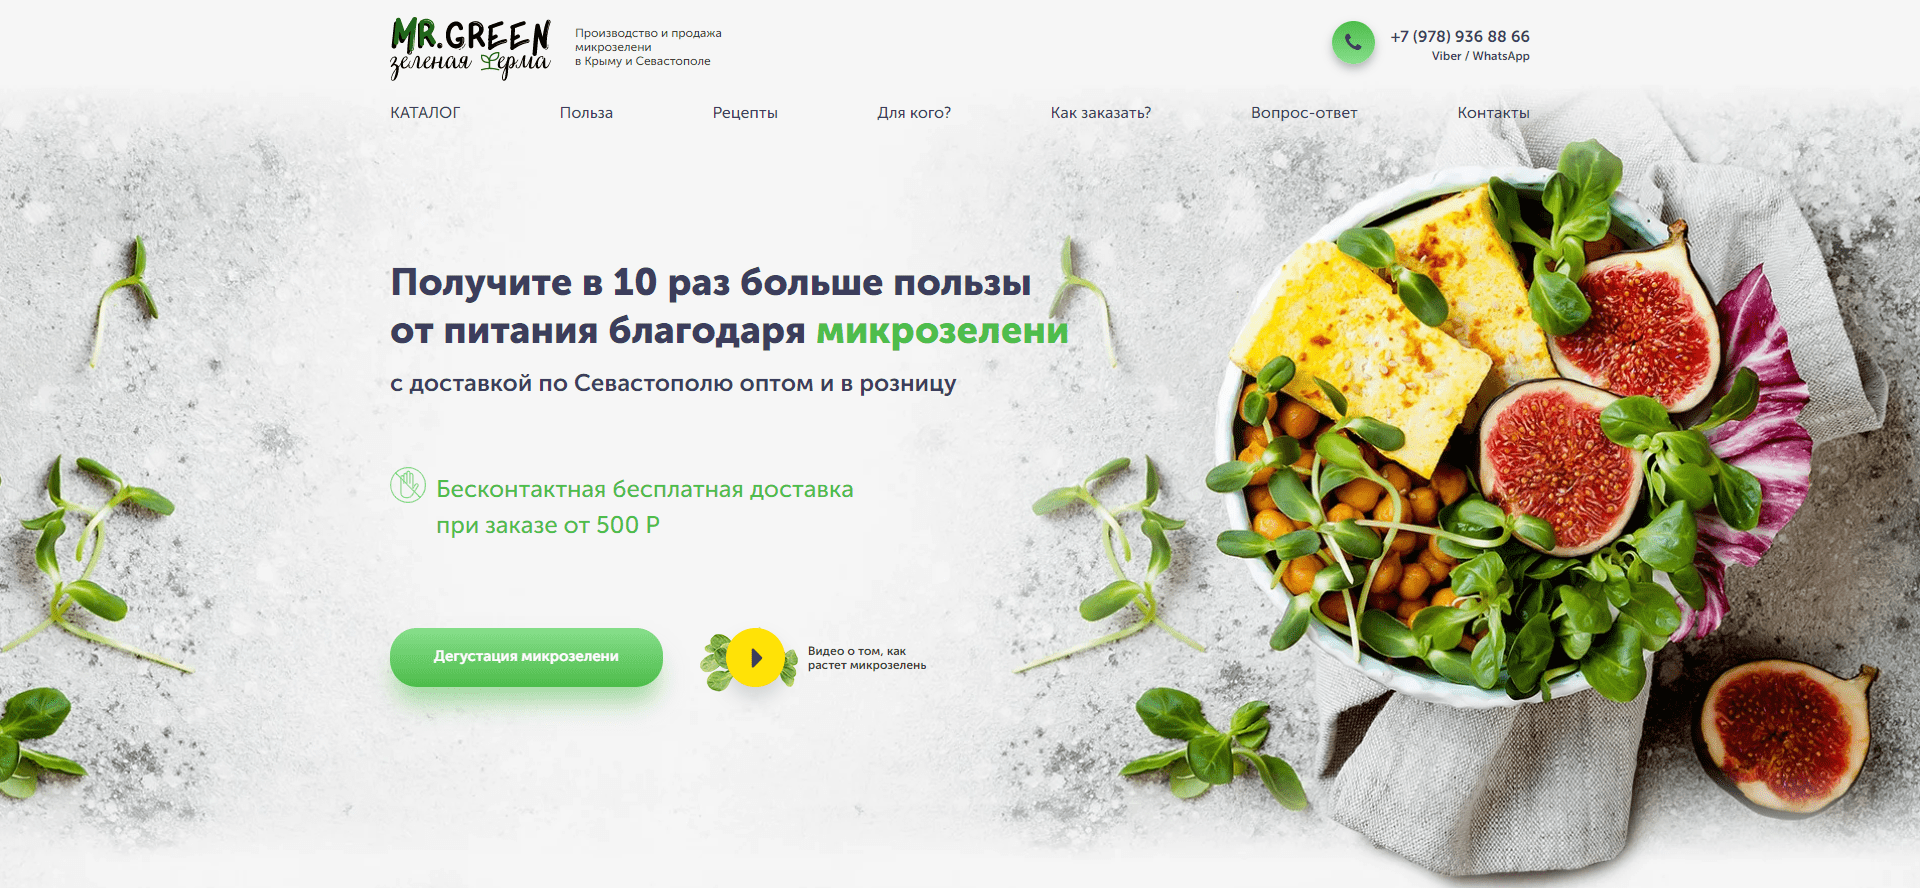 MR.GREEN
зеленая ферма
Производство и продажа
микрозелени
в Крыму и Севастополе
+7 (978) 936 88 66
Viber / WhatsApp
КАТАЛОГ
Польза
Рецепты
Для кого?
Как заказать?
Вопрос-ответ
Контакты
Получите в 10 раз больше пользы
от питания благодаря микрозелени
с доставкой по Севастополю оптом и в розницу
Бесконтактная бесплатная доставка
при заказе от 500 Р
Дегустация микрозелени
Видео о том, как
растет микрозелень